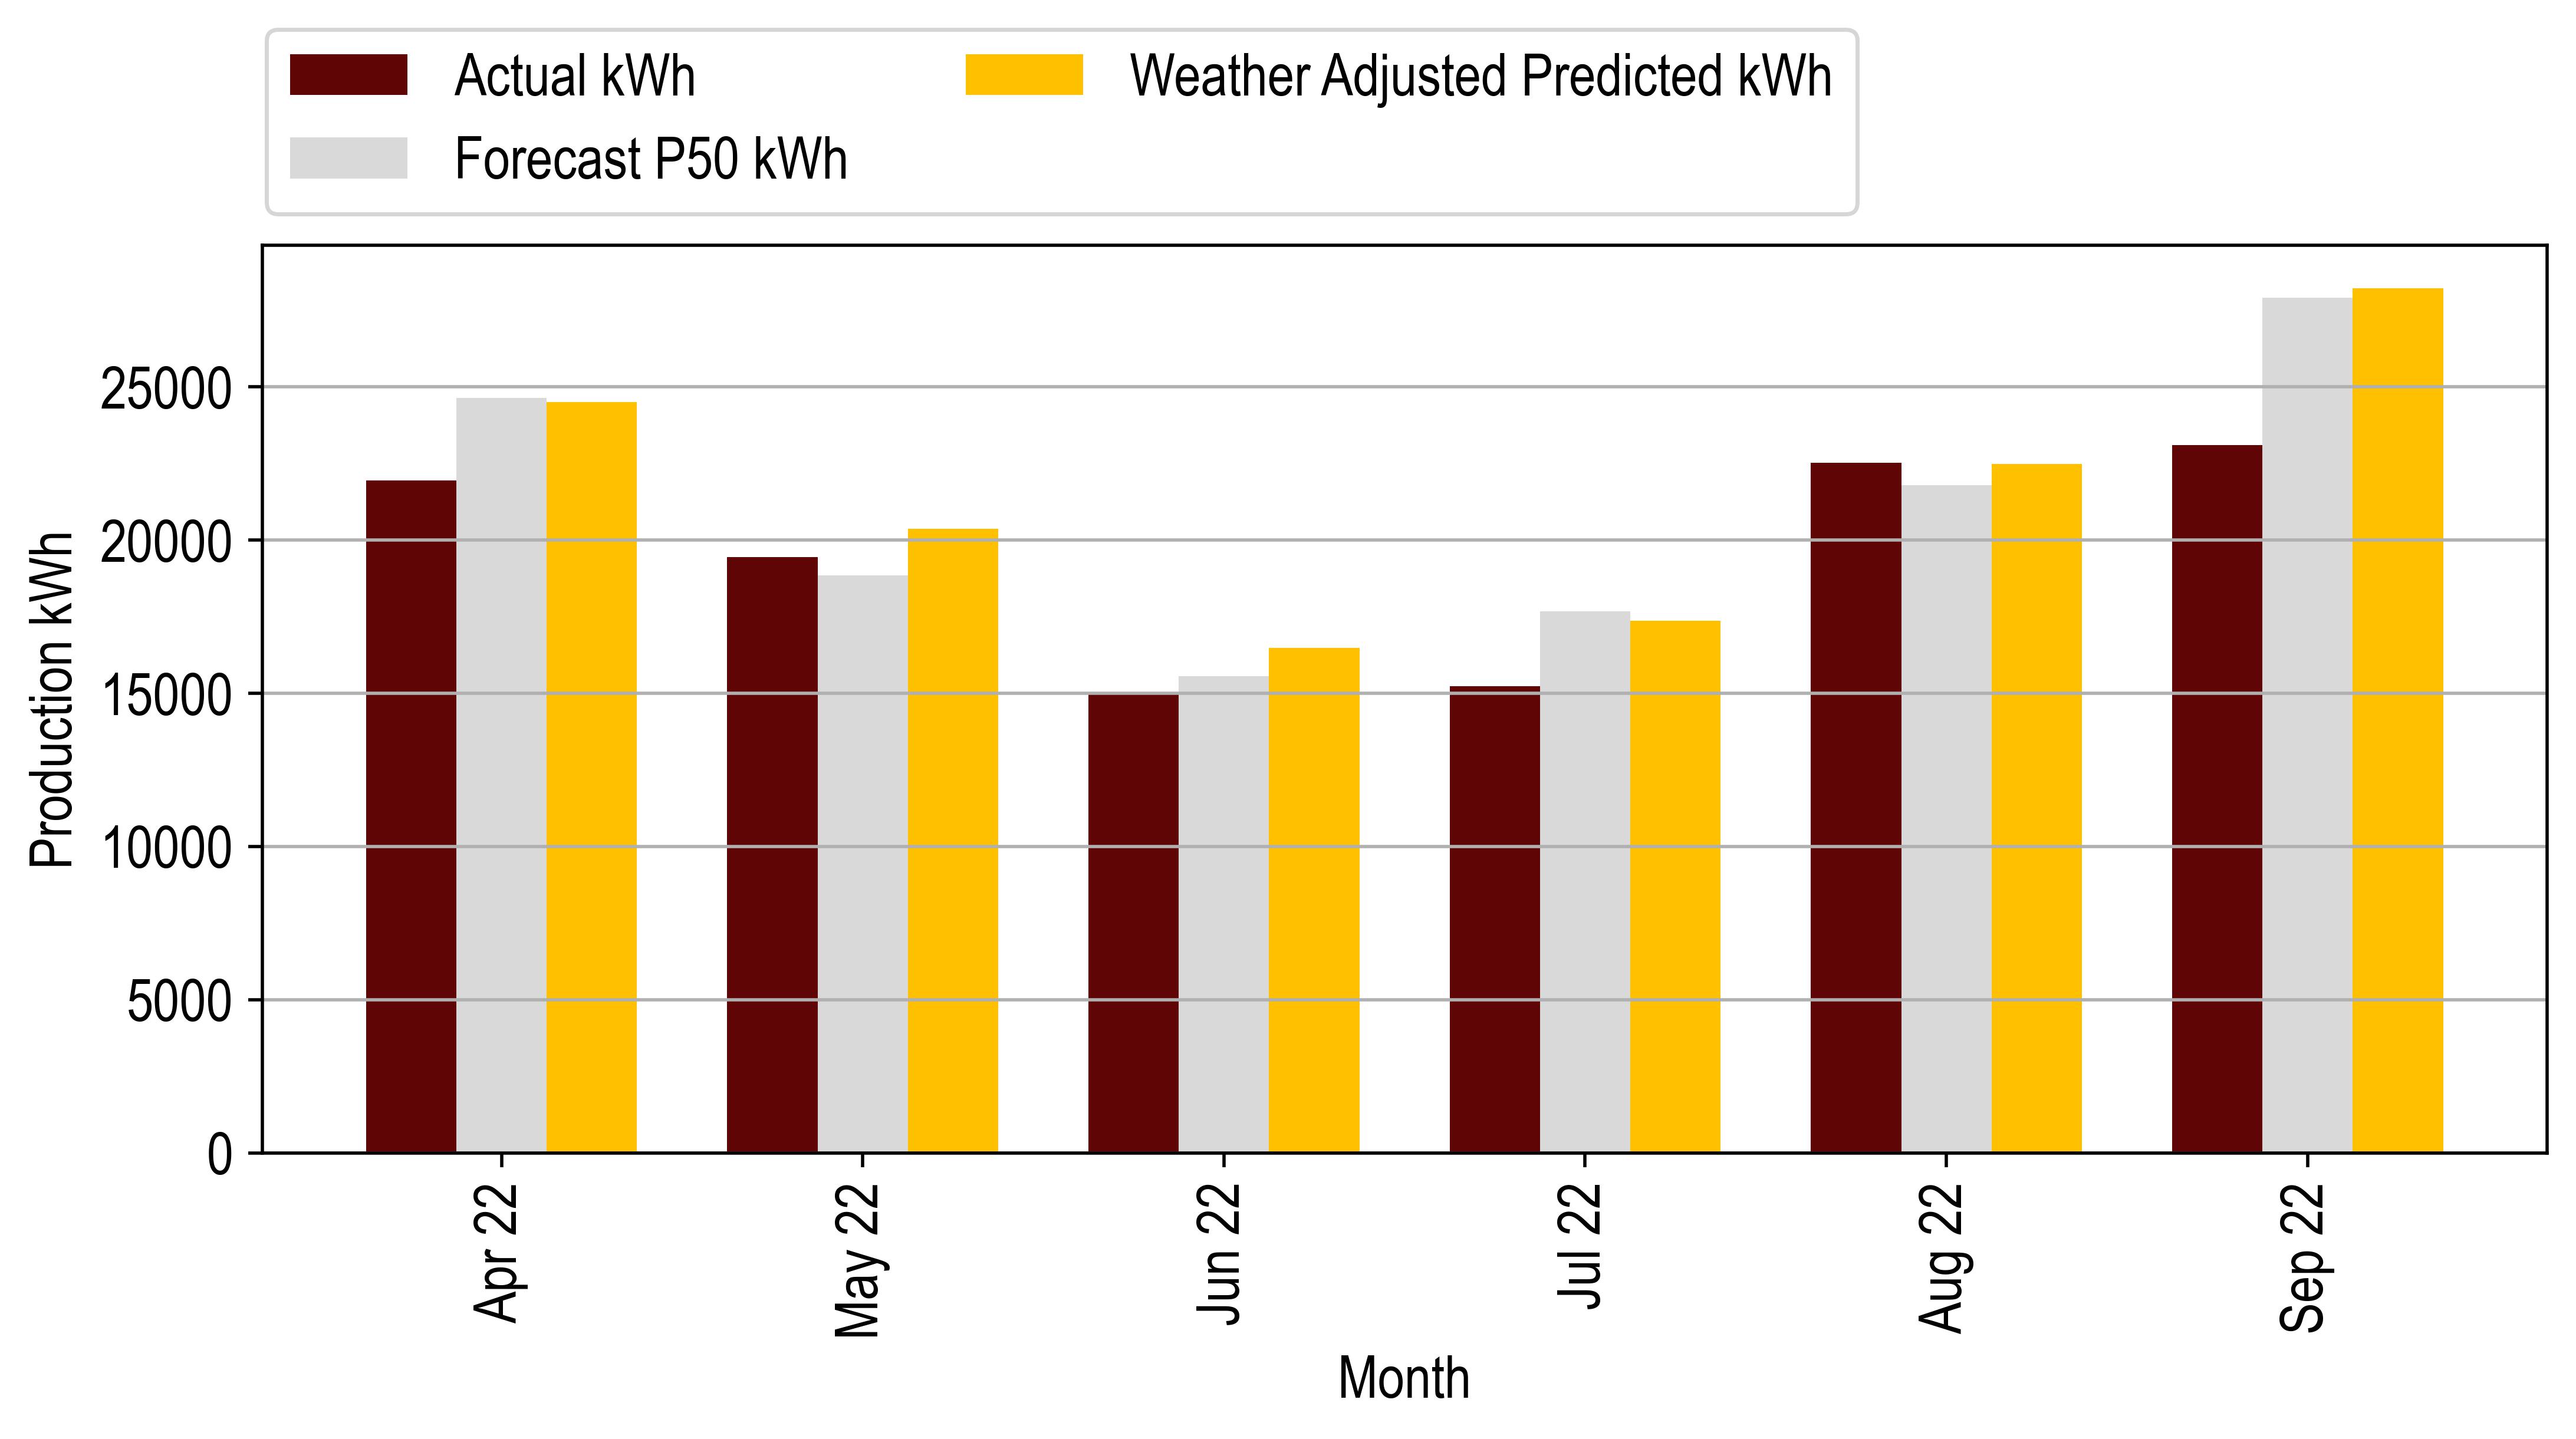 Actual kWh
Forecast P50 kWh
Weather Adjusted Predicted kWh
Production kWh
25000
20000
15000
10000
5000
0
Apr 22
May 22
Jun 22
Jul 22
Aug 22
Sep 22
Month